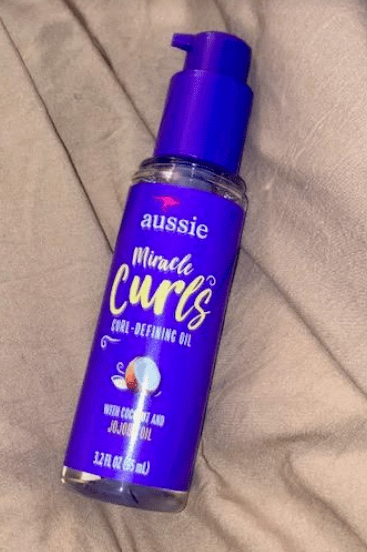 aussie
Miracle
Curls
CURL-DEFINING OIL
WITH COCONUT AND
JOJOBA OIL
3.2 FL OZ (95 mL)